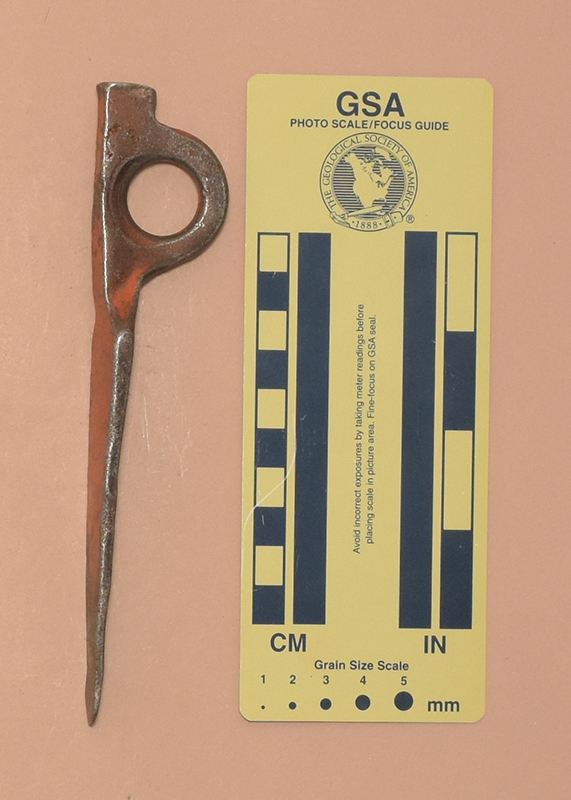 GSA
PHOTO SCALE/FOCUS GUIDE
THE GEOLOGICAL SOCIETY OF AMERICA
·1888·
®
Avoid incorrect exposures by taking meter readings before
placing scale in picture area. Fine-focus on GSA seal.
CM IN
Grain Size Scale
1 2 3 4 5
mm